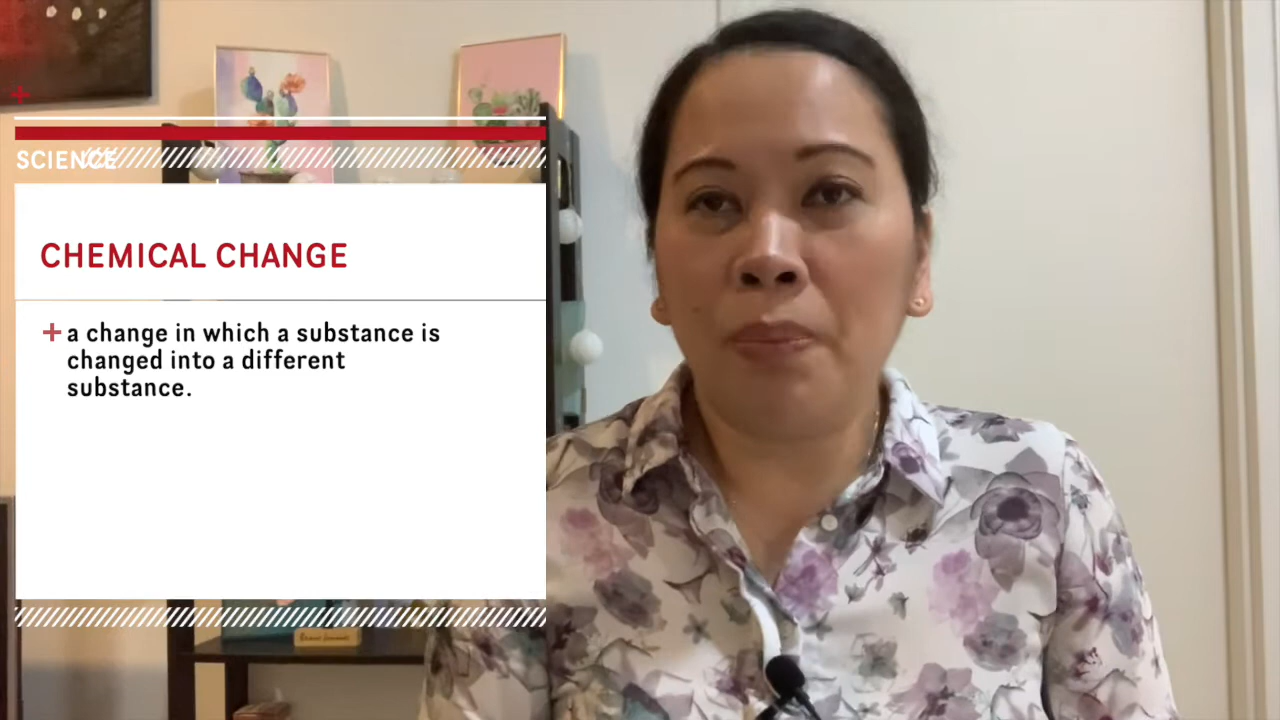 SCIENCE
CHEMICAL CHANGE
+ a change in which a substance is
changed into a different
substance.